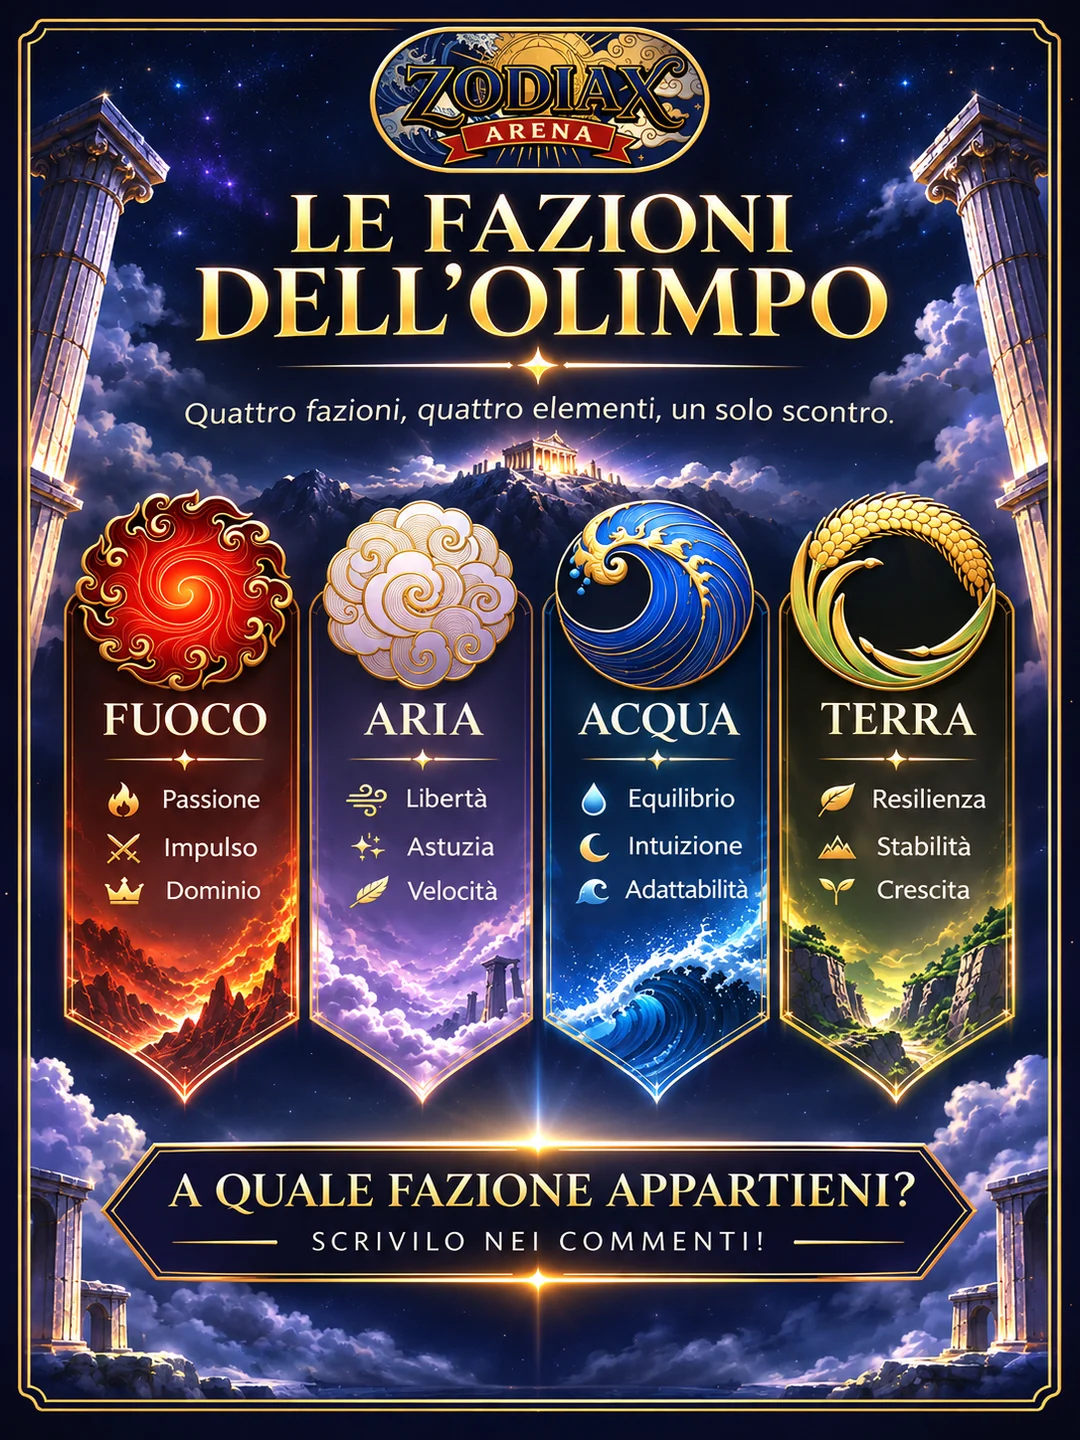 ZODIAX
ARENA
LE FAZIONI
DELL'OLIMPO
Quattro fazioni, quattro elementi, un solo scontro.
FUOCO
Passione
Impulso
Dominio
ARIA
Libertà
Astuzia
Velocità
ACQUA
Equilibrio
Intuizione
Adattabilità
TERRA
Resilienza
Stabilità
Crescita
A QUALE FAZIONE APPARTIENI?
SCRIVILO NEI COMMENTI!